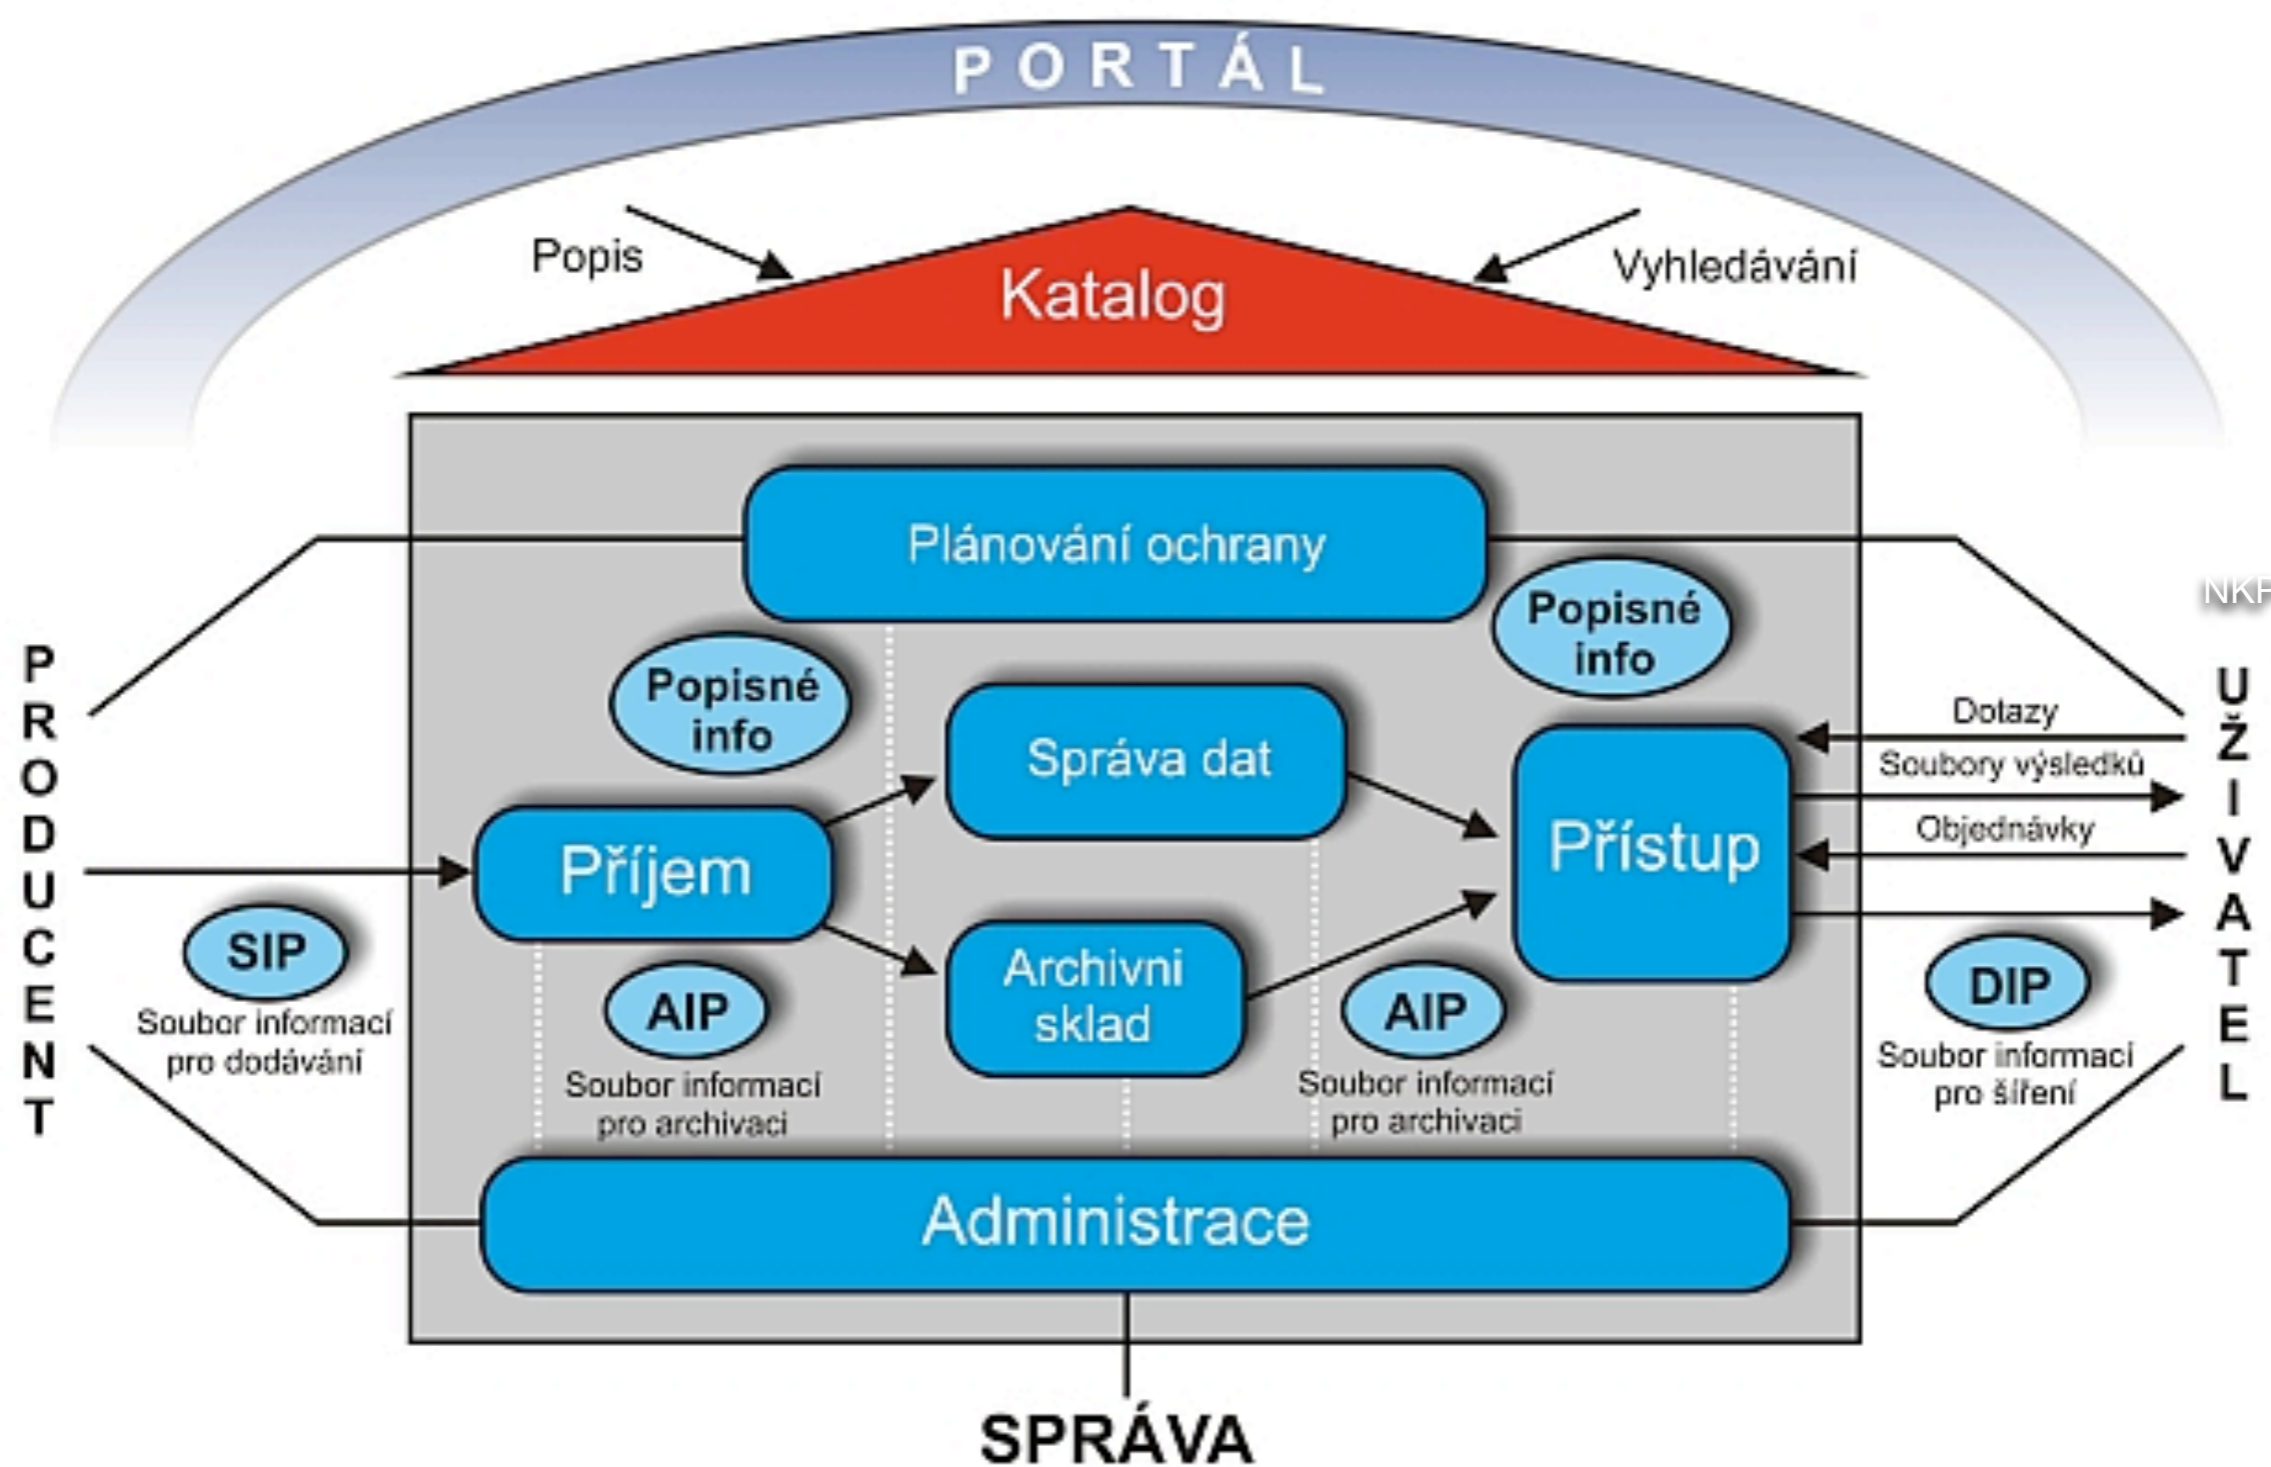 PORTÁL
Popis
Vyhledávání
Katalog
Plánování ochrany
Popisné
info
Popisné
info
Správa dat
Příjem
Přístup
Archivni
sklad
PRODUCENT
UŽIVATEL
Dotazy
Soubory výsledků
Objednávky
SIP
Soubor informací
pro dodávání
AIP
Soubor informací
pro archivaci
AIP
Soubor informací
pro archivaci
DIP
Soubor informací
pro šíření
Administrace
SPRÁVA